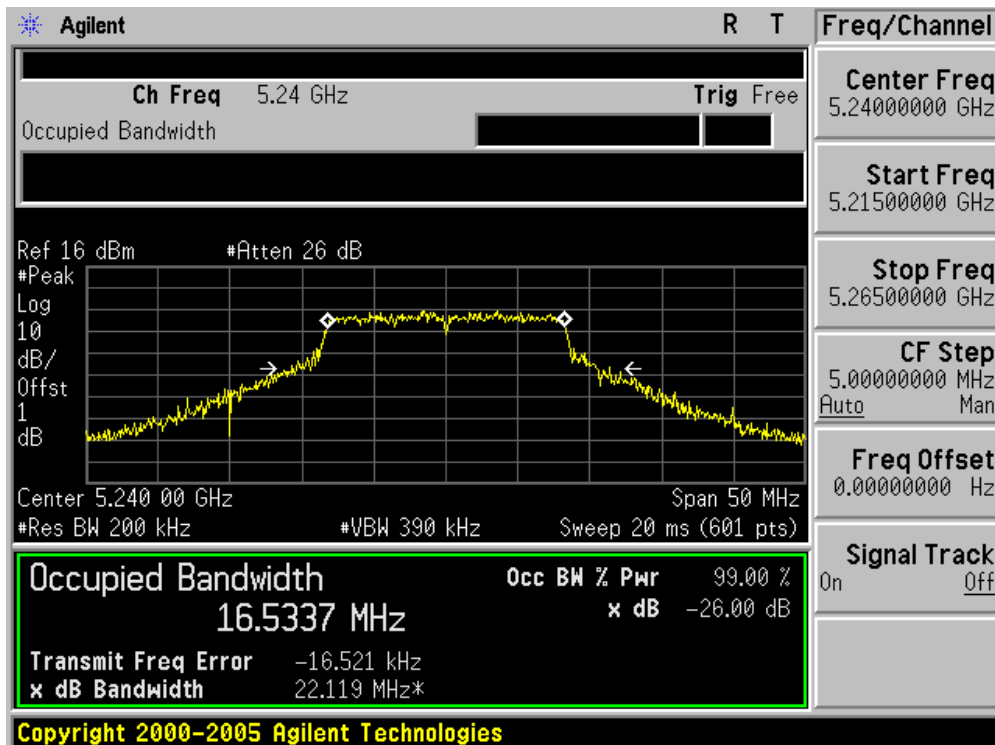 Agilent R T
Freq/Channel
Ch Freq 5.24 GHz Trig Free
Occupied Bandwidth
Center Freq
5.24000000 GHz
Start Freq
5.21500000 GHz
Stop Freq
5.26500000 GHz
CF Step
5.00000000 MHz
Auto Man
Freq Offset
0.00000000 Hz
Signal Track
On Off
Ref 16 dBm #Atten 26 dB
#Peak
Log
10
dB/
Offst
1
dB
Center 5.240 00 GHz Span 50 MHz
#Res BW 200 kHz #VBW 390 kHz Sweep 20 ms (601 pts)
Occupied Bandwidth Occ BW % Pwr 99.00 %
16.5337 MHz x dB -26.00 dB
Transmit Freq Error -16.521 kHz
x dB Bandwidth 22.119 MHz*
Copyright 2000-2005 Agilent Technologies